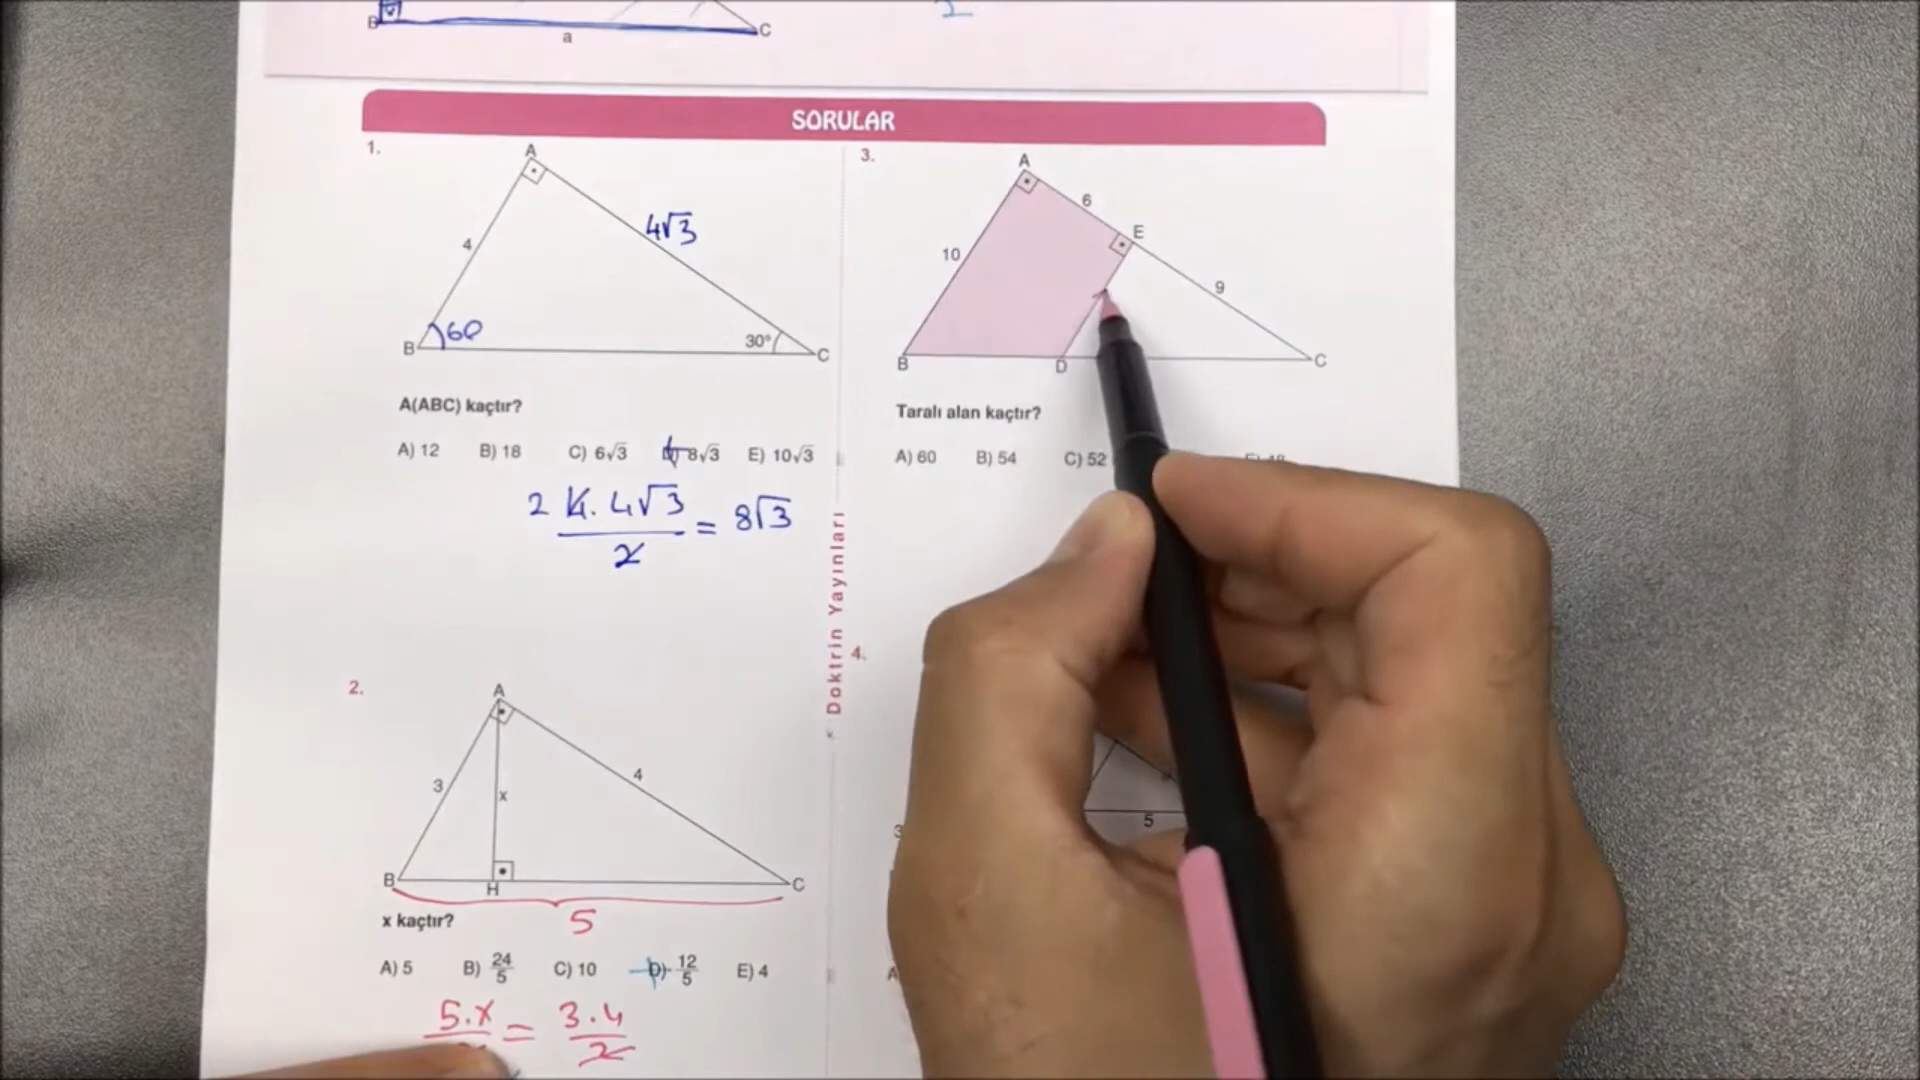 B
a
C
SORULAR
1.
A
4
4√3
60
30°
B
C
A(ABC) kaçtır?
A) 12 B) 18 C) 6√3 D) 8√3 E) 10√3
2 4. 4√3
2
= 8√3
2.
A
3
x
4
B
H
C
5
x kaçtır?
A) 5 B) 24/5 C) 10 D) 12/5 E) 4
5.x = 3.4
2
Doktrin Yayınları
3.
A
6
E
10
9
B
D
C
Taralı alan kaçtır?
A) 60 B) 54 C) 52
4.
5
3
A